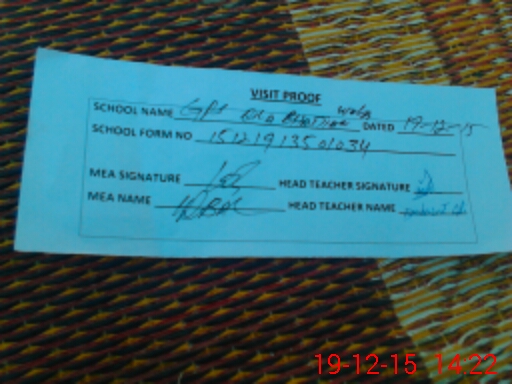 VISIT PROOF
SCHOOL NAME GPS DATED 19-12-15
SCHOOL FORM NO 15121913501034
MEA SIGNATURE HEAD TEACHER SIGNATURE
MEA NAME IQBAL HEAD TEACHER NAME
19-12-15 14:22